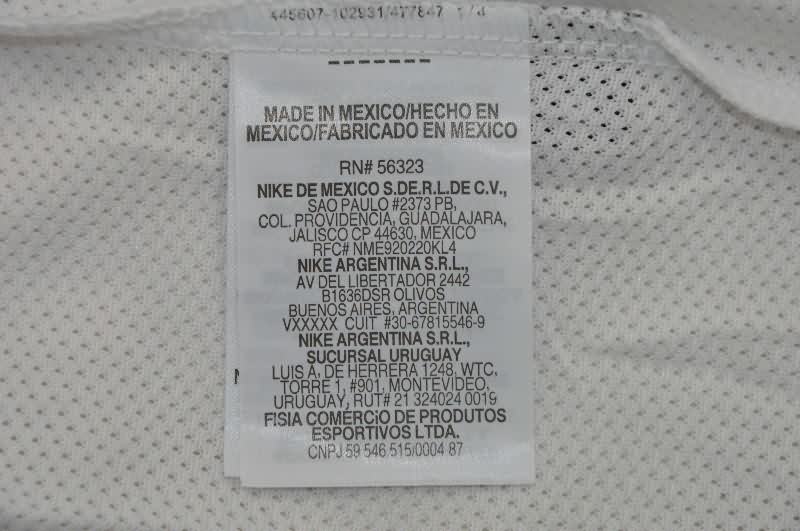 445607-102931/477847 1/4
MADE IN MEXICO/HECHO EN
MEXICO/FABRICADO EN MEXICO
RN# 56323
NIKE DE MEXICO S.DE.R.L.DE C.V.,
SAO PAULO #2373 PB,
COL. PROVIDENCIA, GUADALAJARA,
JALISCO CP 44630, MEXICO
RFC# NME920220KL4
NIKE ARGENTINA S.R.L.,
AV DEL LIBERTADOR 2442
B1636DSR OLIVOS
BUENOS AIRES, ARGENTINA
VXXXXX CUIT #30-67815546-9
NIKE ARGENTINA S.R.L.,
SUCURSAL URUGUAY
LUIS A. DE HERRERA 1248, WTC,
TORRE 1, #901, MONTEVIDEO,
URUGUAY, RUT# 21 324024 0019
FISIA COMÉRCiO DE PRODUTOS
ESPORTIVOS LTDA.
CNPJ 59 546 515/0004 87